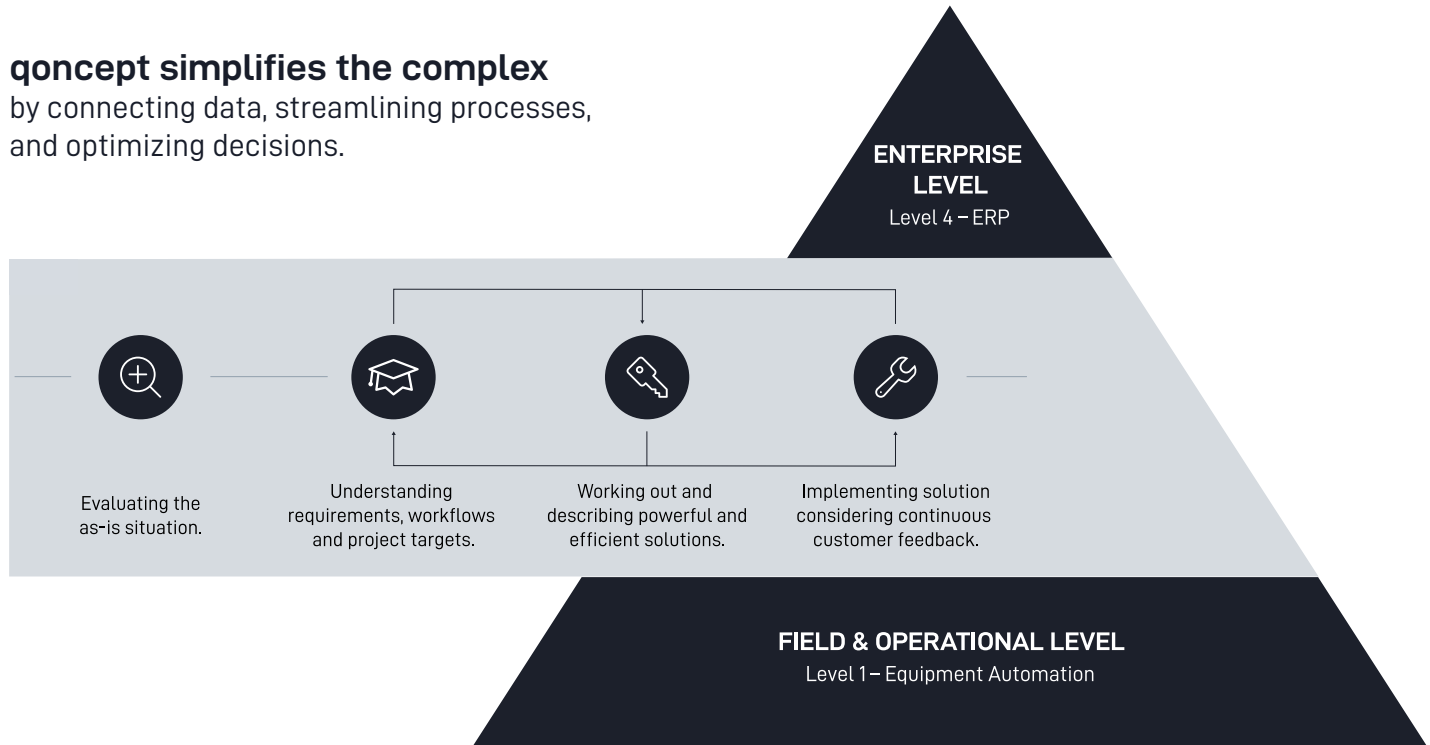 qoncept simplifies the complex
by connecting data, streamlining processes,
and optimizing decisions.
ENTERPRISE
LEVEL
Level 4 – ERP
Evaluating the
as-is situation.
Understanding
requirements, workflows
and project targets.
Working out and
describing powerful and
efficient solutions.
Implementing solution
considering continuous
customer feedback.
FIELD & OPERATIONAL LEVEL
Level 1 – Equipment Automation